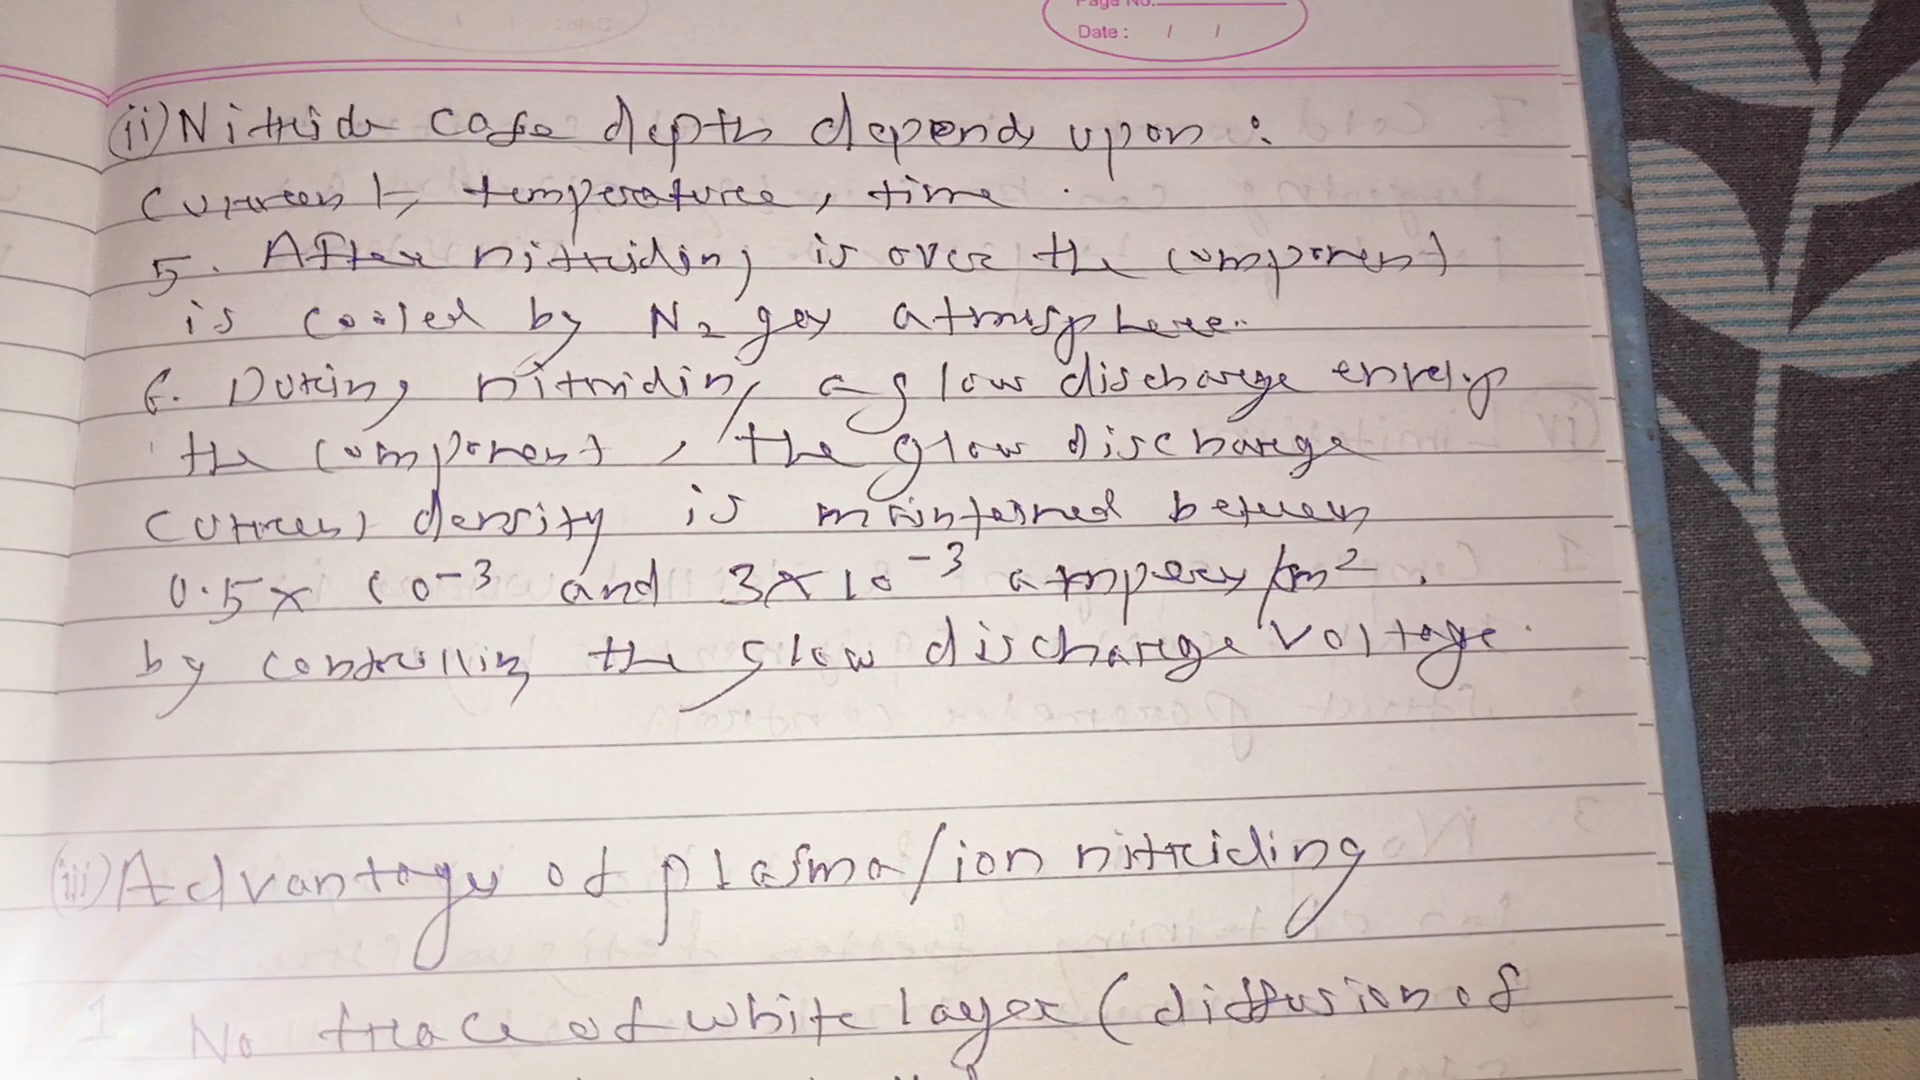 Page No.
Date : / /
(ii) Nitride case depth depends upon :
Current, temperature, time .
5. After nitriding is over the component
is cooled by N2 gas atmosphere.
6. During nitriding a glow discharge envelop
the component , the glow discharge
current density is maintained between
0.5 x 10-3 and 3 x 10-3 amperes/cm2 .
by controlling the glow discharge voltage.
(iii) Advantages of plasma/ion nitriding
1. No trace of white layer (diffusion of